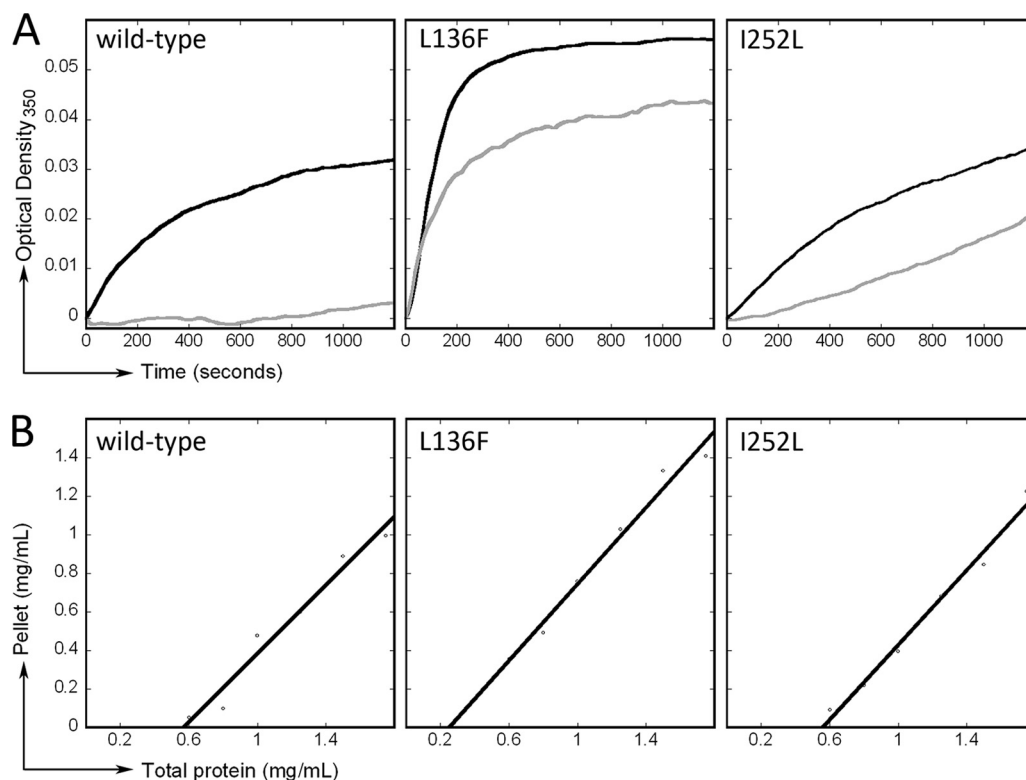 A
wild-type
L136F
I252L
Optical Density350
0.05
0.04
0.03
0.02
0.01
0
0 200 400 600 800 1000
0 200 400 600 800 1000
0 200 400 600 800 1000
Time (seconds)
B
wild-type
L136F
I252L
Pellet (mg/mL)
1.4
1.2
1
0.8
0.6
0.4
0.2
0
0.2 0.6 1 1.4
0.2 0.6 1 1.4
0.2 0.6 1 1.4
Total protein (mg/mL)